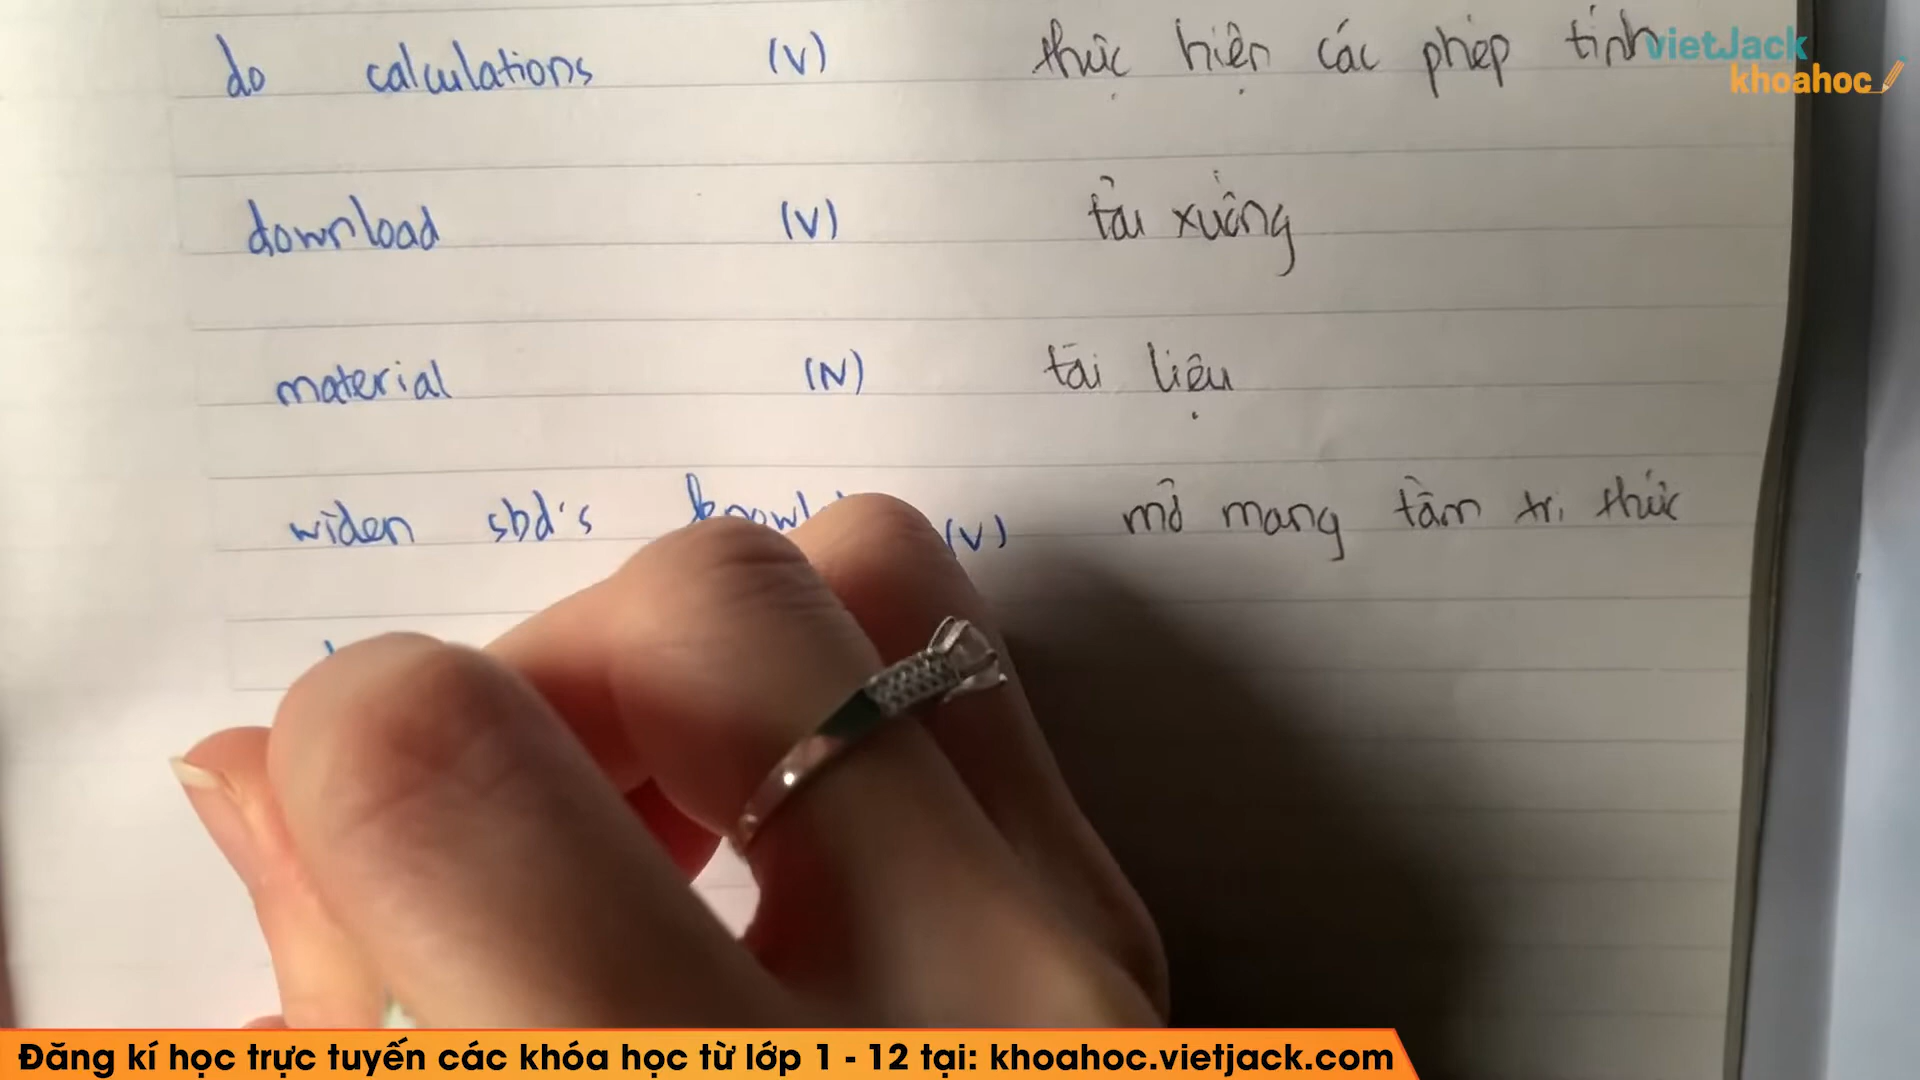 do calculations (V) thực hiện các phép tính
vietJack
khoahoc
download (V) tải xuống
material (N) tài liệu
widen sbd's (V) mở mang tầm tri thức
Đăng kí học trực tuyến các khóa học từ lớp 1 - 12 tại: khoahoc.vietjack.com